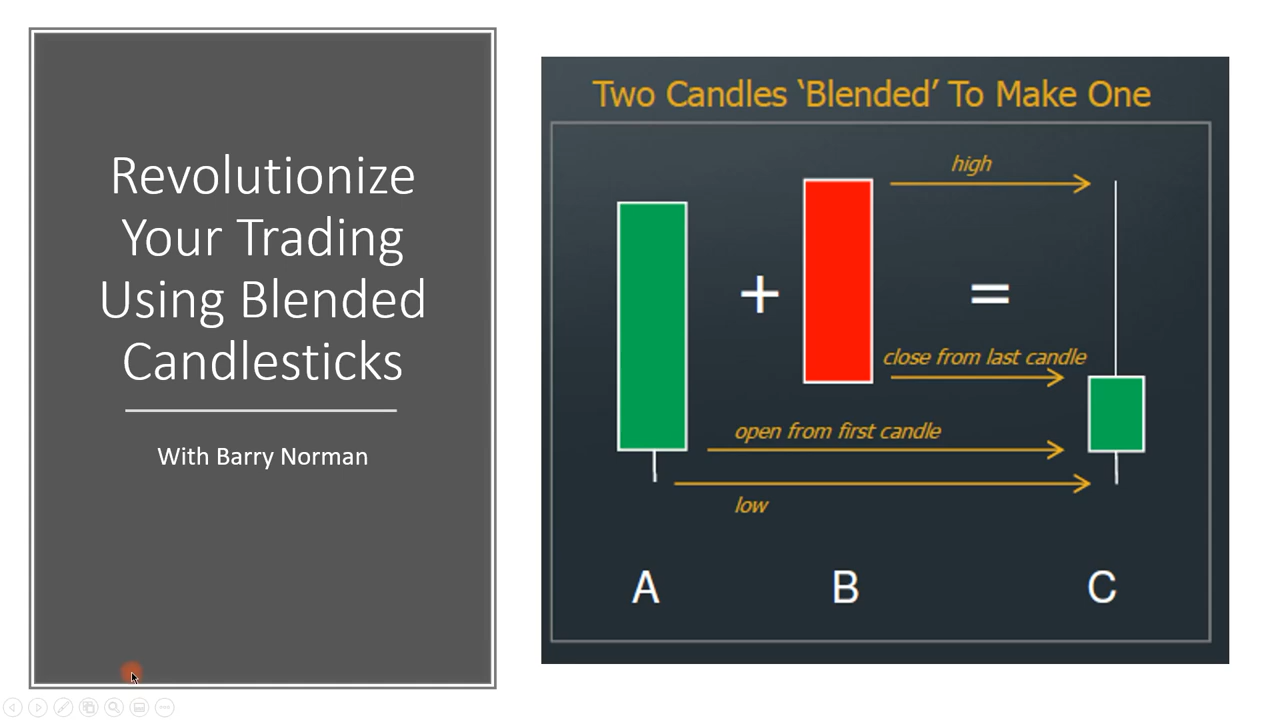 Revolutionize
Your Trading
Using Blended
Candlesticks
With Barry Norman
Two Candles ‘Blended’ To Make One
high
+
=
close from last candle
open from first candle
low
A
B
C